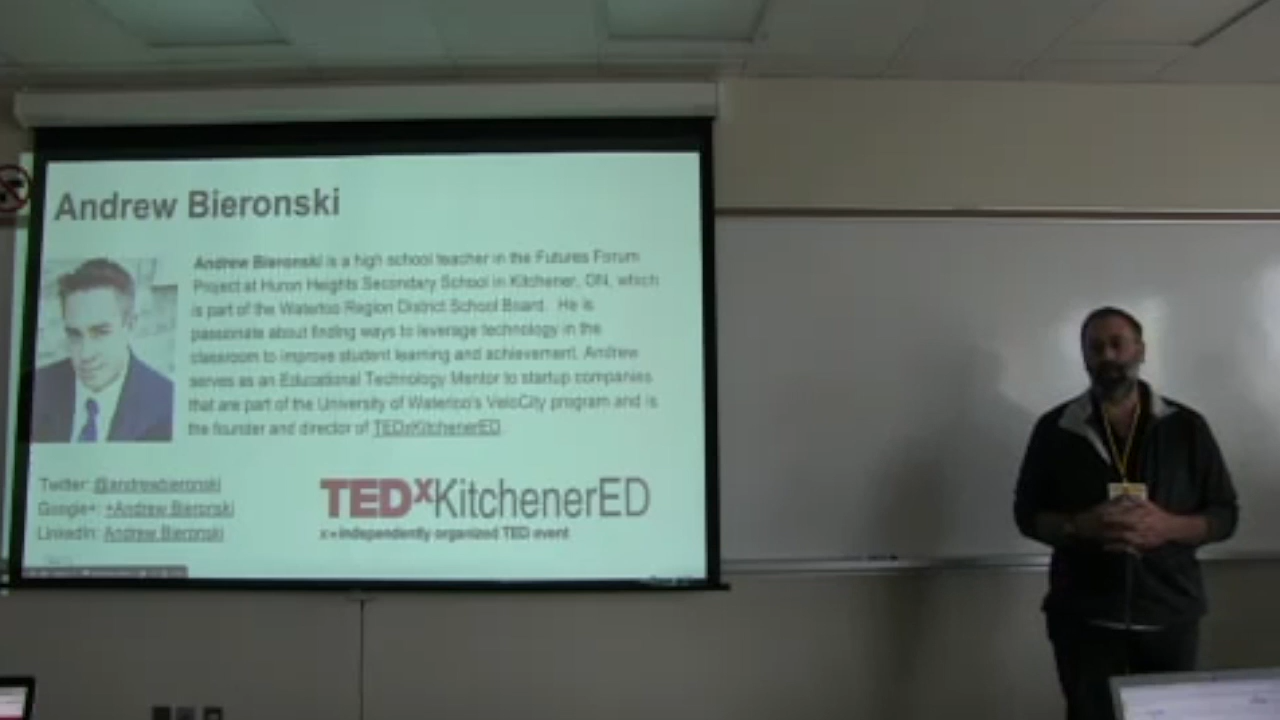 Andrew Bieronski
Andrew Bieronski is a high school teacher in the Futures Forum
Project at Huron Heights Secondary School in Kitchener, ON, which
is part of the Waterloo Region District School Board. He is
passionate about finding ways to leverage technology in the
classroom to improve student learning and achievement. Andrew
serves as an Educational Technology Mentor to startup companies
that are part of the University of Waterloo's VeloCity program and is
the founder and director of TEDxKitchenerED.
Twitter: @andrewbieronski
Google+: +Andrew Bieronski
LinkedIn: Andrew Bieronski
TEDxKitchenerED
x = independently organized TED event